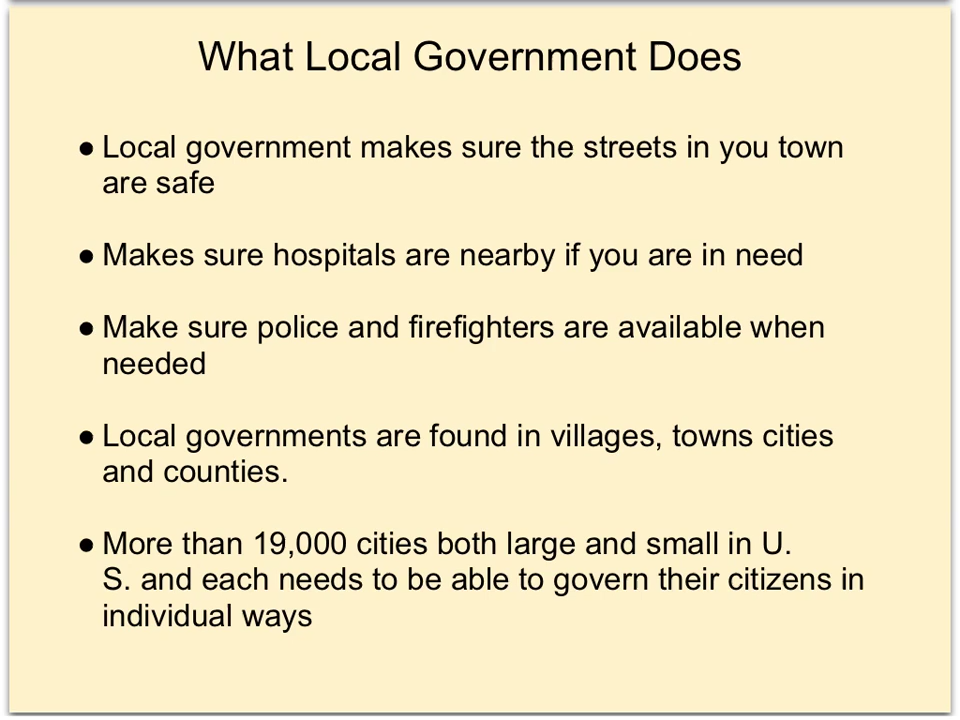 What Local Government Does
● Local government makes sure the streets in you town
are safe
● Makes sure hospitals are nearby if you are in need
● Make sure police and firefighters are available when
needed
● Local governments are found in villages, towns cities
and counties.
● More than 19,000 cities both large and small in U.
S. and each needs to be able to govern their citizens in
individual ways